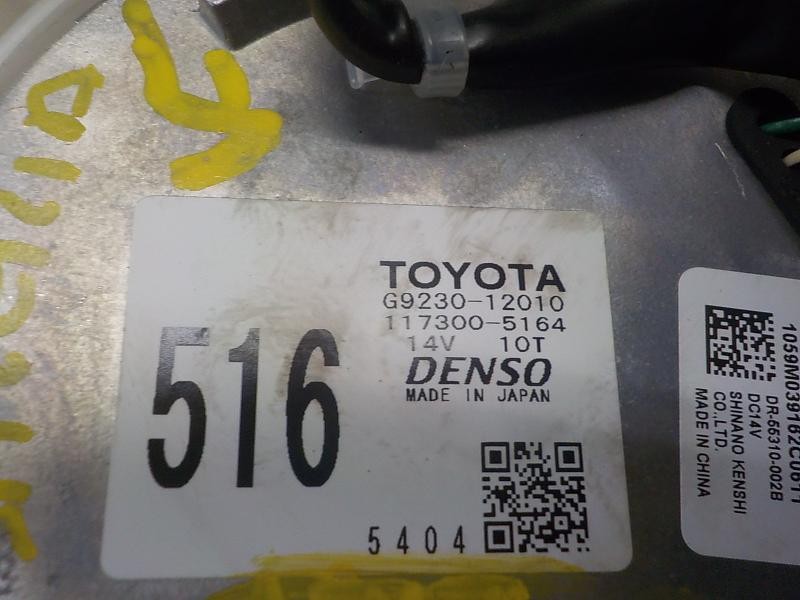 TOYOTA
G9230-12010
117300-5164
14V 10T
DENSO
MADE IN JAPAN
516
5404
DR-55310-002B
DC14V
SHINANO KENSHI
CO.,LTD.
MADE IN CHINA